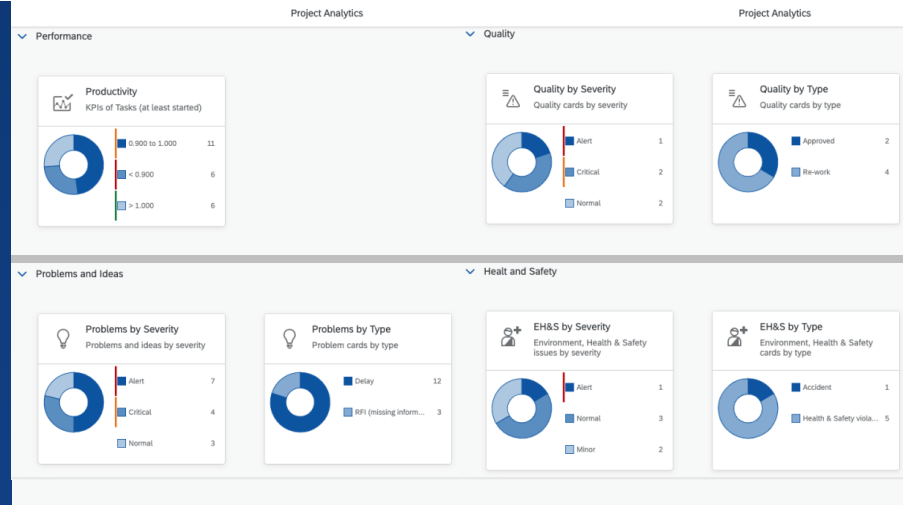 Project Analytics
Project Analytics
Performance
Quality
Productivity
KPIs of Tasks (at least started)
0.900 to 1.000 11
< 0.900 6
> 1.000 6
Quality by Severity
Quality cards by severity
Alert 1
Critical 2
Normal 2
Quality by Type
Quality cards by type
Approved 2
Re-work 4
Problems and Ideas
Healt and Safety
Problems by Severity
Problems and ideas by severity
Alert 7
Critical 4
Normal 3
Problems by Type
Problem cards by type
Delay 12
RFI (missing inform... 3
EH&S by Severity
Environment, Health & Safety
issues by severity
Alert 1
Normal 3
Minor 2
EH&S by Type
Environment, Health & Safety
cards by type
Accident 1
Health & Safety viola... 5